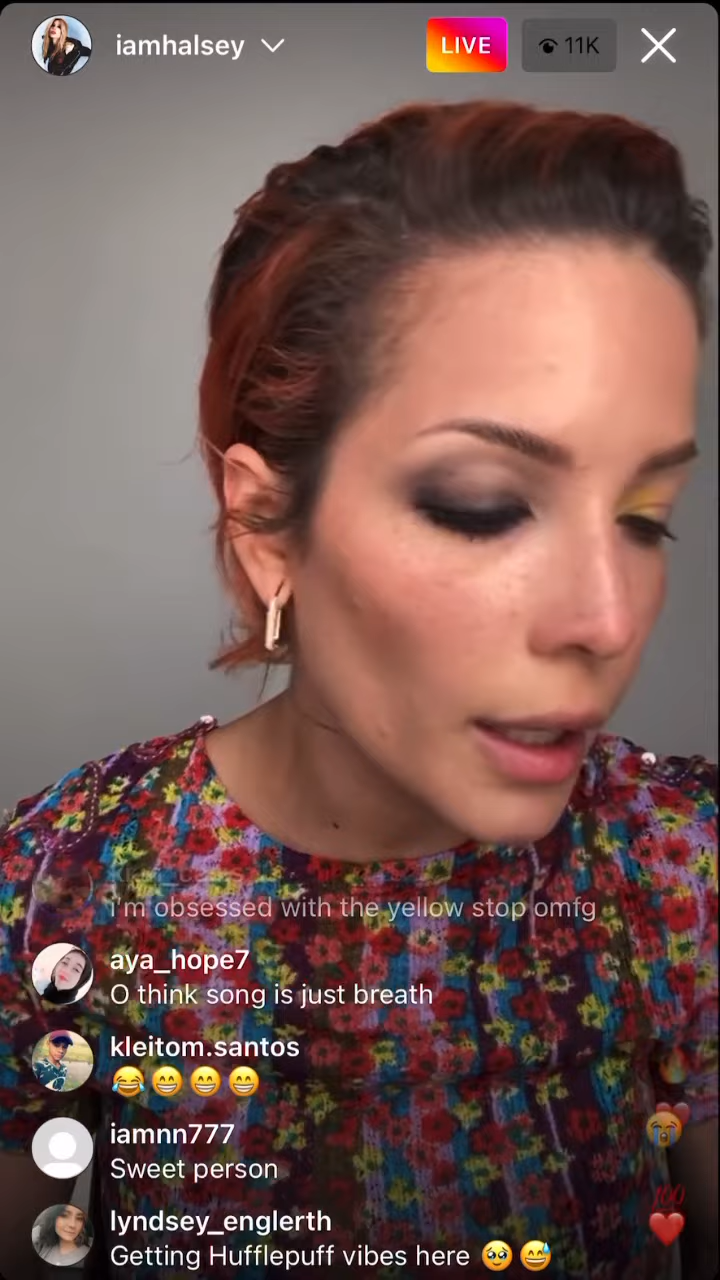 iamhalsey
LIVE
11K
i'm obsessed with the yellow stop omfg
aya_hope7
O think song is just breath
kleitom.santos
😂😁😁😁
iamnn777
Sweet person
lyndsey_englerth
Getting Hufflepuff vibes here 🥹😅
100